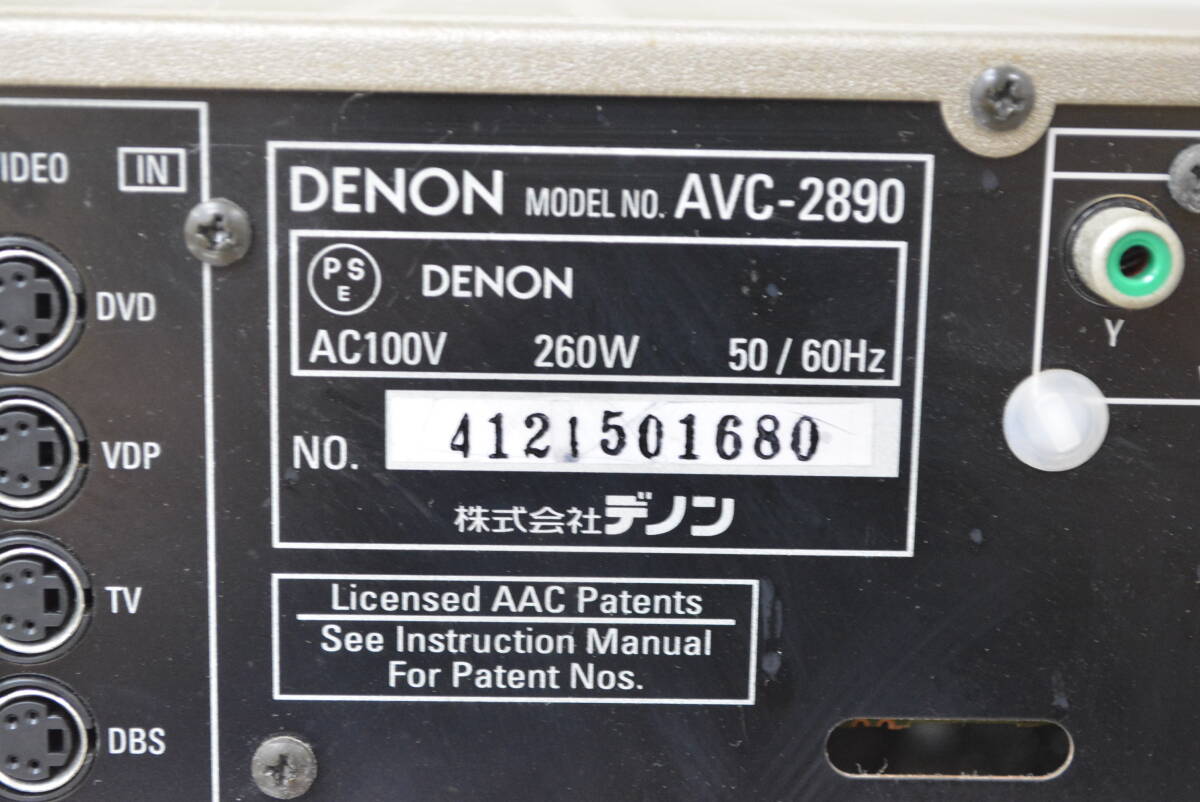 IDEO IN
DVD
VDP
TV
DBS
DENON MODEL NO. AVC-2890
PSE DENON
AC100V 260W 50 / 60Hz
NO. 4121501680
株式会社デノン
Licensed AAC Patents
See Instruction Manual
For Patent Nos.
Y